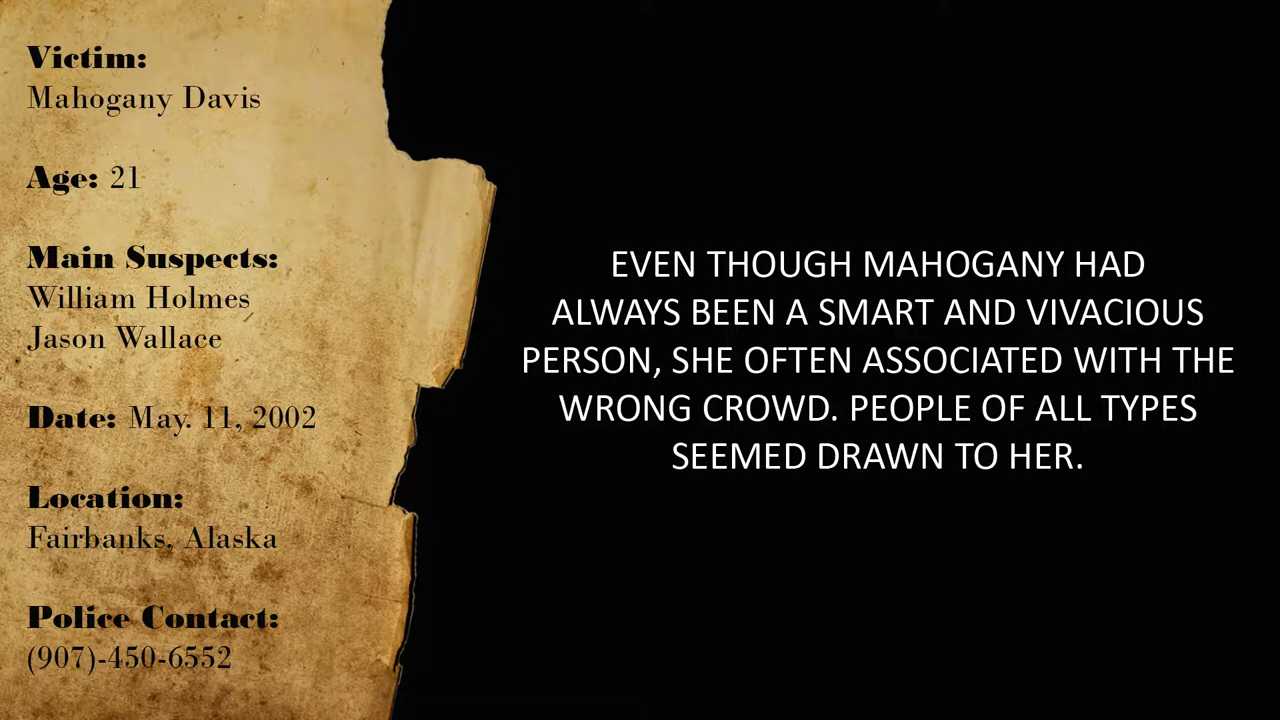 Victim:
Mahogany Davis
Age: 21
Main Suspects:
William Holmes
Jason Wallace
Date: May. 11, 2002
Location:
Fairbanks, Alaska
Police Contact:
(907)-450-6552
EVEN THOUGH MAHOGANY HAD
ALWAYS BEEN A SMART AND VIVACIOUS
PERSON, SHE OFTEN ASSOCIATED WITH THE
WRONG CROWD. PEOPLE OF ALL TYPES
SEEMED DRAWN TO HER.